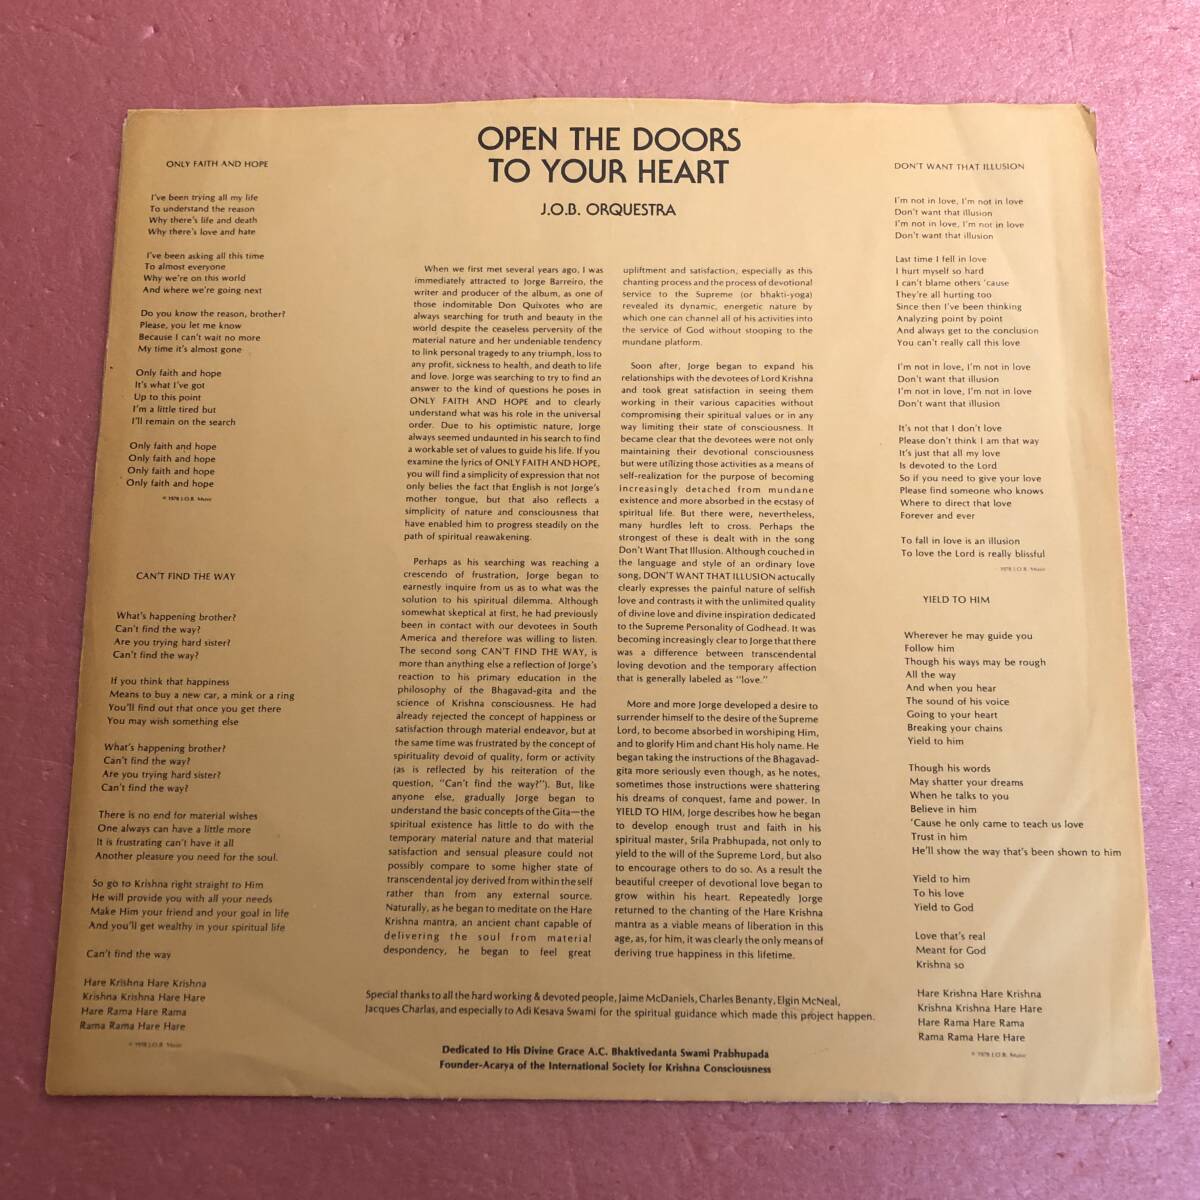 OPEN THE DOORS
TO YOUR HEART
J.O.B. ORQUESTRA
ONLY FAITH AND HOPE
I've been trying all my life
To understand the reason
Why there's life and death
Why there's love and hate
I've been asking all this time
To almost everyone
Why we're on this world
And where we're going next
Do you know the reason, brother?
Please, you let me know
Because I can't wait no more
My time it's almost gone
Only faith and hope
It's what I've got
Up to this point
I'm a little tired but
I'll remain on the search
Only faith and hope
Only faith and hope
Only faith and hope
Only faith and hope
© 1978 J.O.B. Music
CAN'T FIND THE WAY
What's happening brother?
Can't find the way?
Are you trying hard sister?
Can't find the way?
If you think that happiness
Means to buy a new car, a mink or a ring
You'll find out that once you get there
You may wish something else
What's happening brother?
Can't find the way?
Are you trying hard sister?
Can't find the way?
There is no end for material wishes
One always can have a little more
It is frustrating can't have it all
Another pleasure you need for the soul.
So go to Krishna right straight to Him
He will provide you with all your needs
Make Him your friend and your goal in life
And you'll get wealthy in your spiritual life
Can't find the way
Hare Krishna Hare Krishna
Krishna Krishna Hare Hare
Hare Rama Hare Rama
Rama Rama Hare Hare
© 1978 J.O.B. Music
When we first met several years ago, I was
immediately attracted to Jorge Barreiro, the
writer and producer of the album, as one of
those indomitable Don Quixotes who are
always searching for truth and beauty in the
world despite the ceaseless perversity of the
material nature and her undeniable tendency
to link personal tragedy to any triumph, loss to
any profit, sickness to health, and death to life
and love. Jorge was searching to try to find an
answer to the kind of questions he poses in
ONLY FAITH AND HOPE and to clearly
understand what was his role in the universal
order. Due to his optimistic nature, Jorge
always seemed undaunted in his search to find
a workable set of values to guide his life. If you
examine the lyrics of ONLY FAITH AND HOPE,
you will find a simplicity of expression that not
only belies the fact that English is not Jorge's
mother tongue, but that also reflects a
simplicity of nature and consciousness that
have enabled him to progress steadily on the
path of spiritual reawakening.
Perhaps as his searching was reaching a
crescendo of frustration, Jorge began to
earnestly inquire from us as to what was the
solution to his spiritual dilemma. Although
somewhat skeptical at first, he had previously
been in contact with our devotees in South
America and therefore was willing to listen.
The second song CAN'T FIND THE WAY, is
more than anything else a reflection of Jorge's
reaction to his primary education in the
philosophy of the Bhagavad-gita and the
science of Krishna consciousness. He had
already rejected the concept of happiness or
satisfaction through material endeavor, but at
the same time was frustrated by the concept of
spirituality devoid of quality, form or activity
(as is reflected by his reiteration of the
question, "Can't find the way?"). But, like
anyone else, gradually Jorge began to
understand the basic concepts of the Gita—the
spiritual existence has little to do with the
temporary material nature and that material
satisfaction and sensual pleasure could not
possibly compare to some higher state of
transcendental joy derived from within the self
rather than from any external source.
Naturally, as he began to meditate on the Hare
Krishna mantra, an ancient chant capable of
delivering the soul from material
despondency, he began to feel great
upliftment and satisfaction, especially as this
chanting process and the process of devotional
service to the Supreme (or bhakti-yoga)
revealed its dynamic, energetic nature by
which one can channel all of his activities into
the service of God without stooping to the
mundane platform.
Soon after, Jorge began to expand his
relationships with the devotees of Lord Krishna
and took great satisfaction in seeing them
working in their various capacities without
compromising their spiritual values or in any
way limiting their state of consciousness. It
became clear that the devotees were not only
maintaining their devotional consciousness
but were utilizing those activities as a means of
self-realization for the purpose of becoming
increasingly detached from mundane
existence and more absorbed in the ecstasy of
spiritual life. But there were, nevertheless,
many hurdles left to cross. Perhaps the
strongest of these is dealt with in the song
Don't Want That Illusion. Although couched in
the language and style of an ordinary love
song, DON'T WANT THAT ILLUSION actucally
clearly expresses the painful nature of selfish
love and contrasts it with the unlimited quality
of divine love and divine inspiration dedicated
to the Supreme Personality of Godhead. It was
becoming increasingly clear to Jorge that there
was a difference between transcendental
loving devotion and the temporary affection
that is generally labeled as "love."
More and more Jorge developed a desire to
surrender himself to the desire of the Supreme
Lord, to become absorbed in worshiping Him,
and to glorify Him and chant His holy name. He
began taking the instructions of the Bhagavad-
gita more seriously even though, as he notes,
sometimes those instructions were shattering
his dreams of conquest, fame and power. In
YIELD TO HIM, Jorge describes how he began
to develop enough trust and faith in his
spiritual master, Srila Prabhupada, not only to
yield to the will of the Supreme Lord, but also
to encourage others to do so. As a result the
beautiful creeper of devotional love began to
grow within his heart. Repeatedly Jorge
returned to the chanting of the Hare Krishna
mantra as a viable means of liberation in this
age, as, for him, it was clearly the only means of
deriving true happiness in this lifetime.
DON'T WANT THAT ILLUSION
I'm not in love, I'm not in love
Don't want that illusion
I'm not in love, I'm not in love
Don't want that illusion
Last time I fell in love
I hurt myself so hard
I can't blame others 'cause
They're all hurting too
Since then I've been thinking
Analyzing point by point
And always get to the conclusion
You can't really call this love
I'm not in love, I'm not in love
Don't want that illusion
I'm not in love, I'm not in love
Don't want that illusion
It's not that I don't love
Please don't think I am that way
It's just that all my love
Is devoted to the Lord
So if you need to give your love
Please find someone who knows
Where to direct that love
Forever and ever
To fall in love is an illusion
To love the Lord is really blissful
© 1978 J.O.B. Music
YIELD TO HIM
Wherever he may guide you
Follow him
Though his ways may be rough
All the way
And when you hear
The sound of his voice
Going to your heart
Breaking your chains
Yield to him
Though his words
May shatter your dreams
When he talks to you
Believe in him
'Cause he only came to teach us love
Trust in him
He'll show the way that's been shown to him
Yield to him
To his love
Yield to God
Love that's real
Meant for God
Krishna so
Hare Krishna Hare Krishna
Krishna Krishna Hare Hare
Hare Rama Hare Rama
Rama Rama Hare Hare
© 1978 J.O.B. Music
Special thanks to all the hard working & devoted people, Jaime McDaniels, Charles Benanty, Elgin McNeal,
Jacques Charlas, and especially to Adi Kesava Swami for the spiritual guidance which made this project happen.
Dedicated to His Divine Grace A.C. Bhaktivedanta Swami Prabhupada
Founder-Acarya of the International Society for Krishna Consciousness